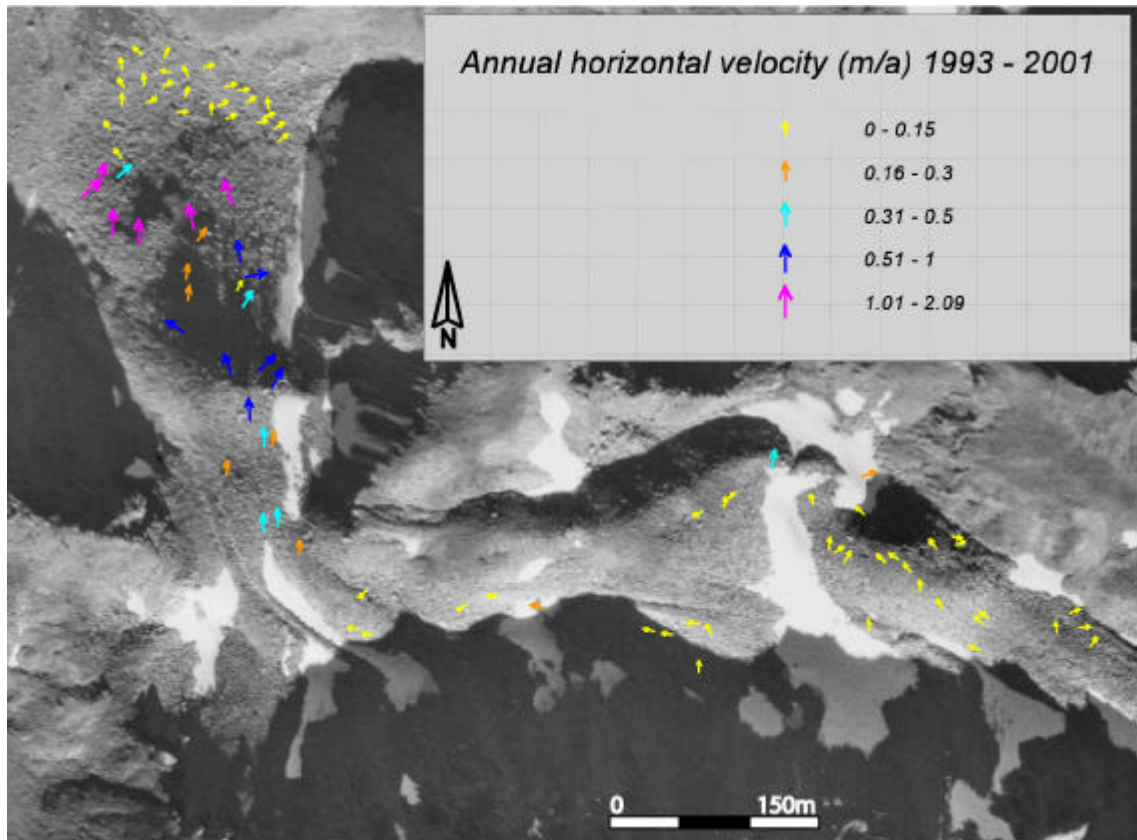 Annual horizontal velocity (m/a) 1993 - 2001
0 - 0.15
0.16 - 0.3
0.31 - 0.5
0.51 - 1
1.01 - 2.09
N
0 150m